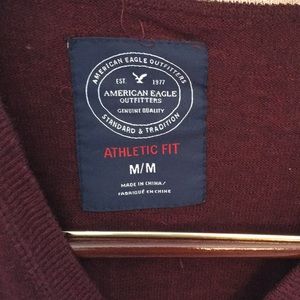 AMERICAN EAGLE OUTFITTERS
EST. 1977
AMERICAN EAGLE
OUTFITTERS
GENUINE QUALITY
STANDARD & TRADITION
ATHLETIC FIT
M/M
MADE IN CHINA/
FABRIQUÉ EN CHINE